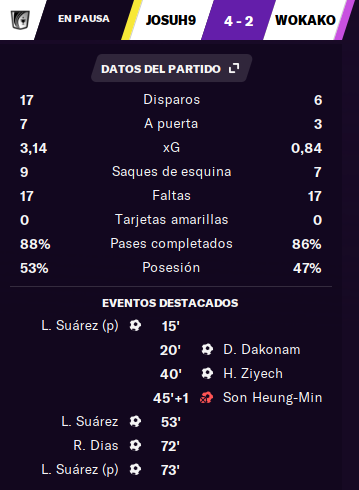 EN PAUSA JOSUH9 4 - 2 WOKAKO
DATOS DEL PARTIDO
17 Disparos 6
7 A puerta 3
3,14 xG 0,84
9 Saques de esquina 7
17 Faltas 17
0 Tarjetas amarillas 0
88% Pases completados 86%
53% Posesión 47%
EVENTOS DESTACADOS
L. Suárez (p) 15'
20' D. Dakonam
40' H. Ziyech
45'+1 Son Heung-Min
L. Suárez 53'
R. Dias 72'
L. Suárez (p) 73'